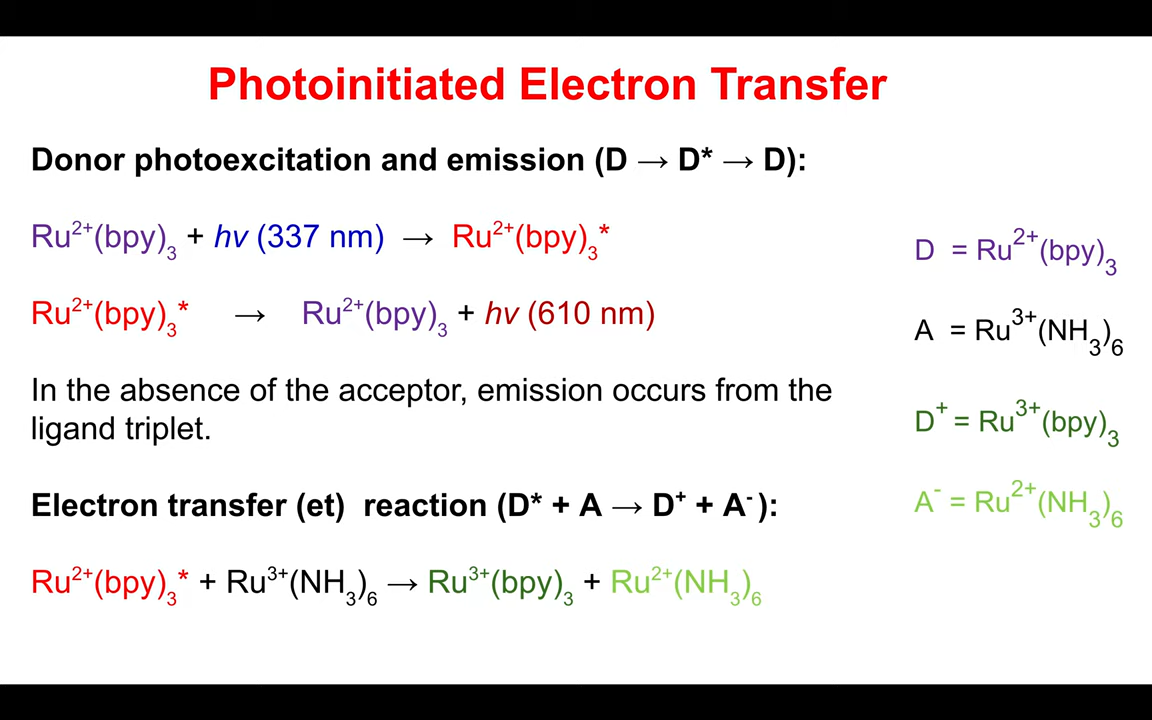 Photoinitiated Electron Transfer
Donor photoexcitation and emission (D → D* → D):
Ru²⁺(bpy)₃ + hν (337 nm) → Ru²⁺(bpy)₃*
Ru²⁺(bpy)₃* → Ru²⁺(bpy)₃ + hν (610 nm)
In the absence of the acceptor, emission occurs from the
ligand triplet.
Electron transfer (et) reaction (D* + A → D⁺ + A⁻):
Ru²⁺(bpy)₃* + Ru³⁺(NH₃)₆ → Ru³⁺(bpy)₃ + Ru²⁺(NH₃)₆
D = Ru²⁺(bpy)₃
A = Ru³⁺(NH₃)₆
D⁺ = Ru³⁺(bpy)₃
A⁻ = Ru²⁺(NH₃)₆